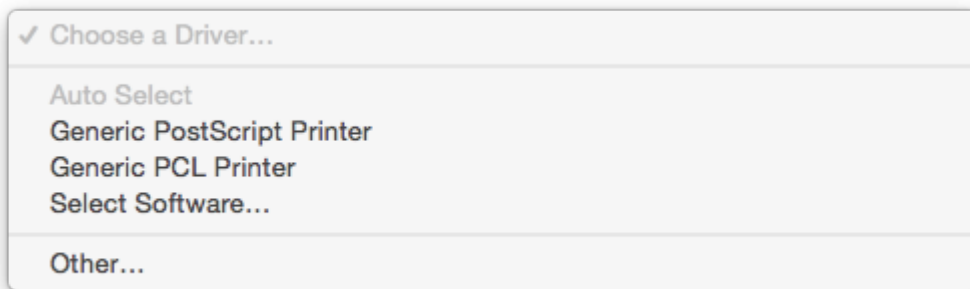 ✓ Choose a Driver...
Auto Select
Generic PostScript Printer
Generic PCL Printer
Select Software...
Other...